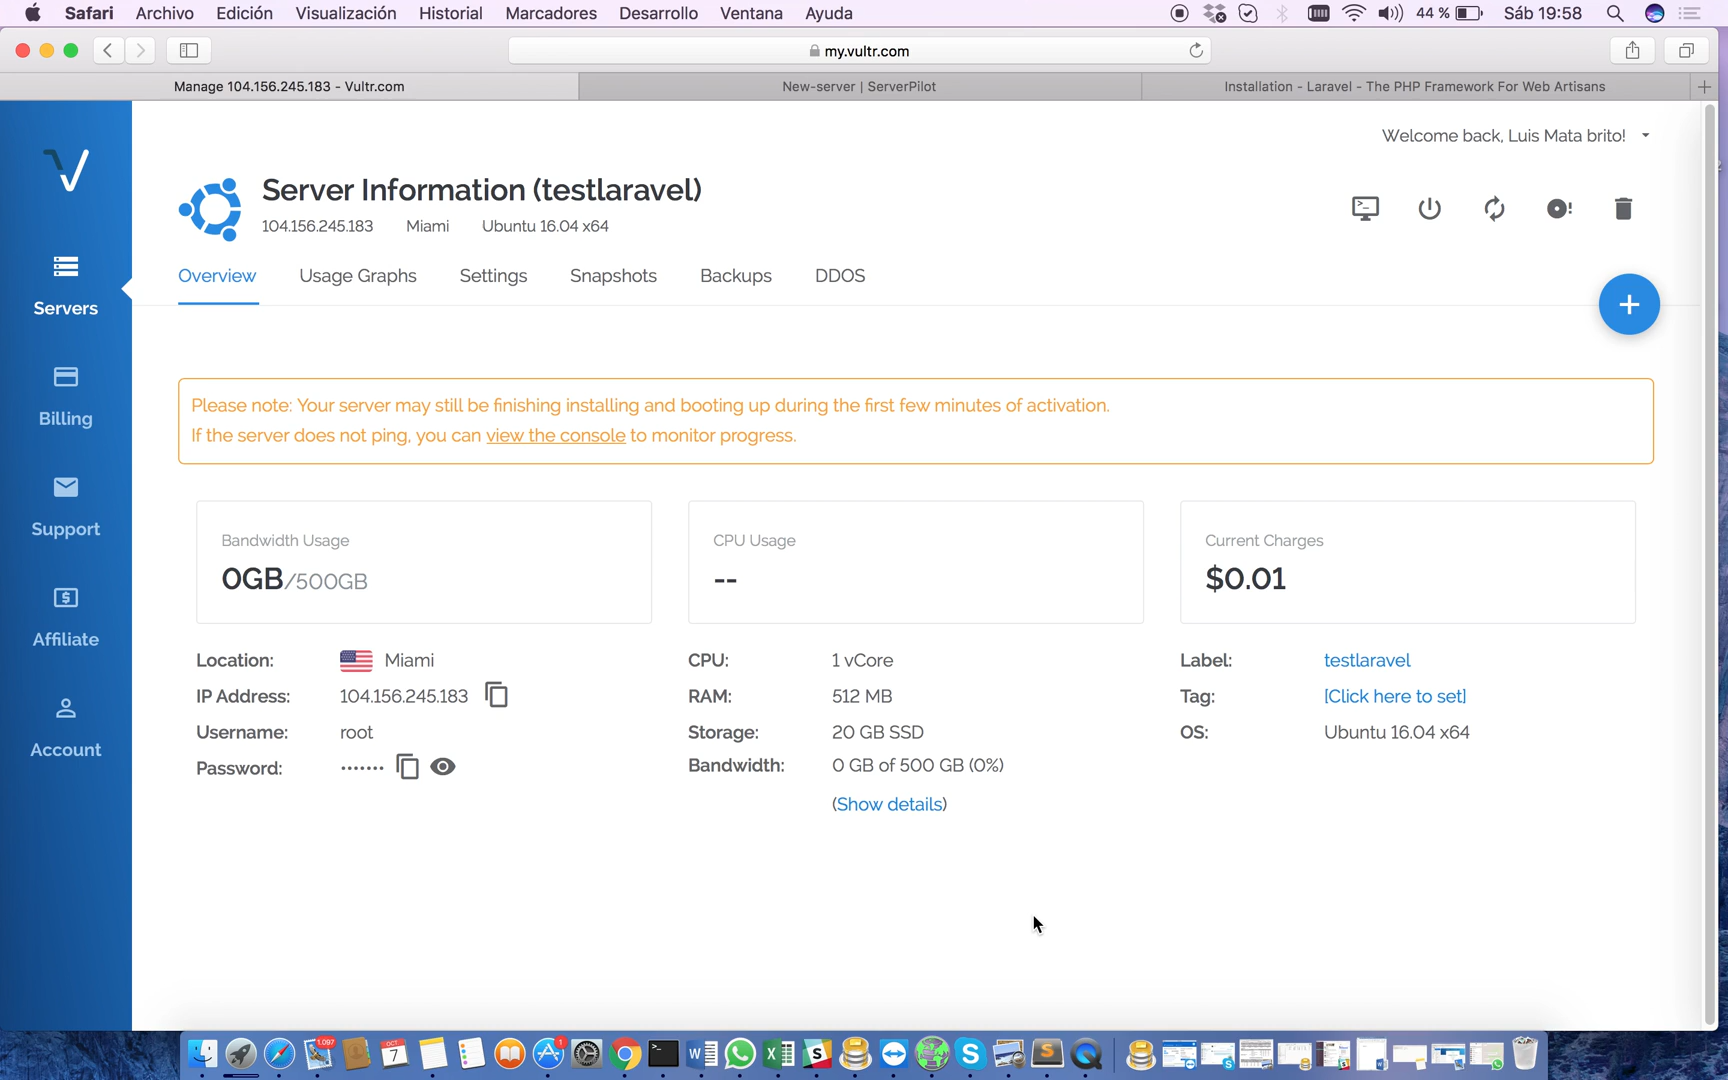 Safari Archivo Edición Visualización Historial Marcadores Desarrollo Ventana Ayuda 44 % Sáb 19:58
my.vultr.com
Manage 104.156.245.183 - Vultr.com
New-server | ServerPilot
Installation - Laravel - The PHP Framework For Web Artisans
Welcome back, Luis Mata brito!
Server Information (testlaravel)
104.156.245.183 Miami Ubuntu 16.04 x64
Overview Usage Graphs Settings Snapshots Backups DDOS
Servers
Billing
Support
Affiliate
Account
Please note: Your server may still be finishing installing and booting up during the first few minutes of activation.
If the server does not ping, you can view the console to monitor progress.
Bandwidth Usage
0GB/500GB
CPU Usage
--
Current Charges
$0.01
Location: Miami
IP Address: 104.156.245.183
Username: root
Password: •••••••
CPU: 1 vCore
RAM: 512 MB
Storage: 20 GB SSD
Bandwidth: 0 GB of 500 GB (0%)
(Show details)
Label: testlaravel
Tag: [Click here to set]
OS: Ubuntu 16.04 x64
1.097
OCT
7
1